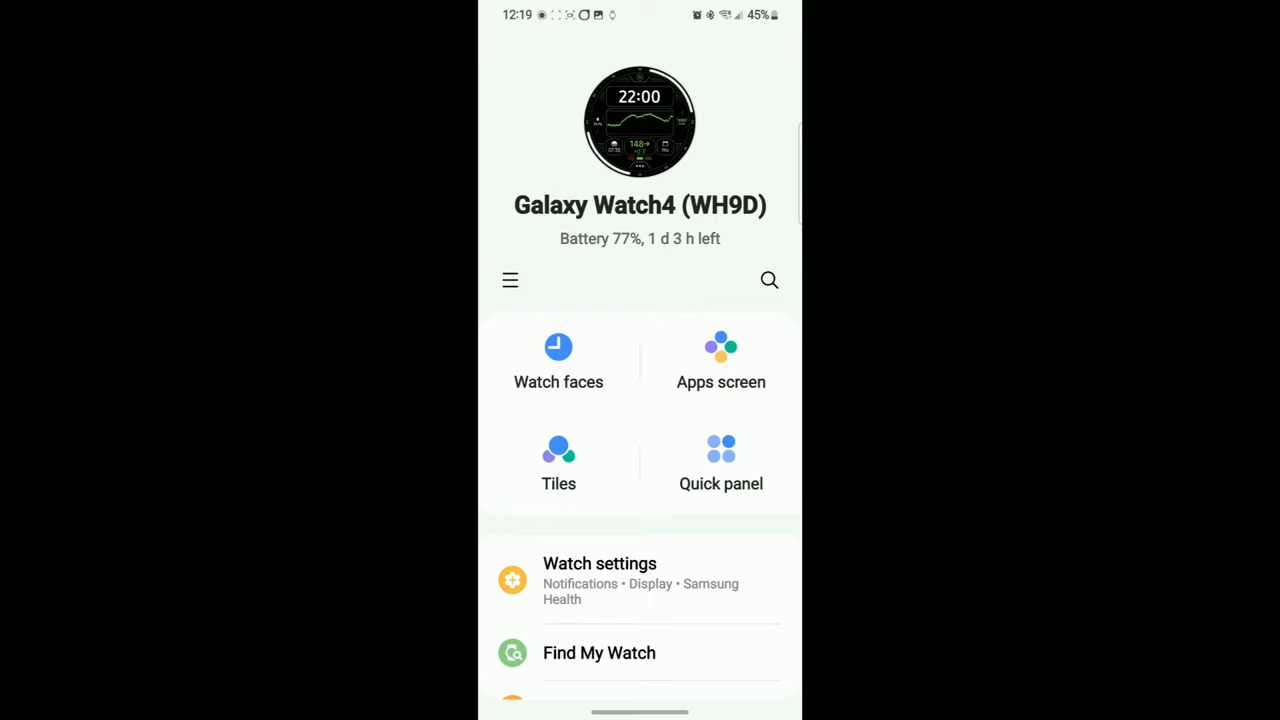 12:19
45%
22:00
148→
Galaxy Watch4 (WH9D)
Battery 77%, 1 d 3 h left
Watch faces
Apps screen
Tiles
Quick panel
Watch settings
Notifications • Display • Samsung
Health
Find My Watch